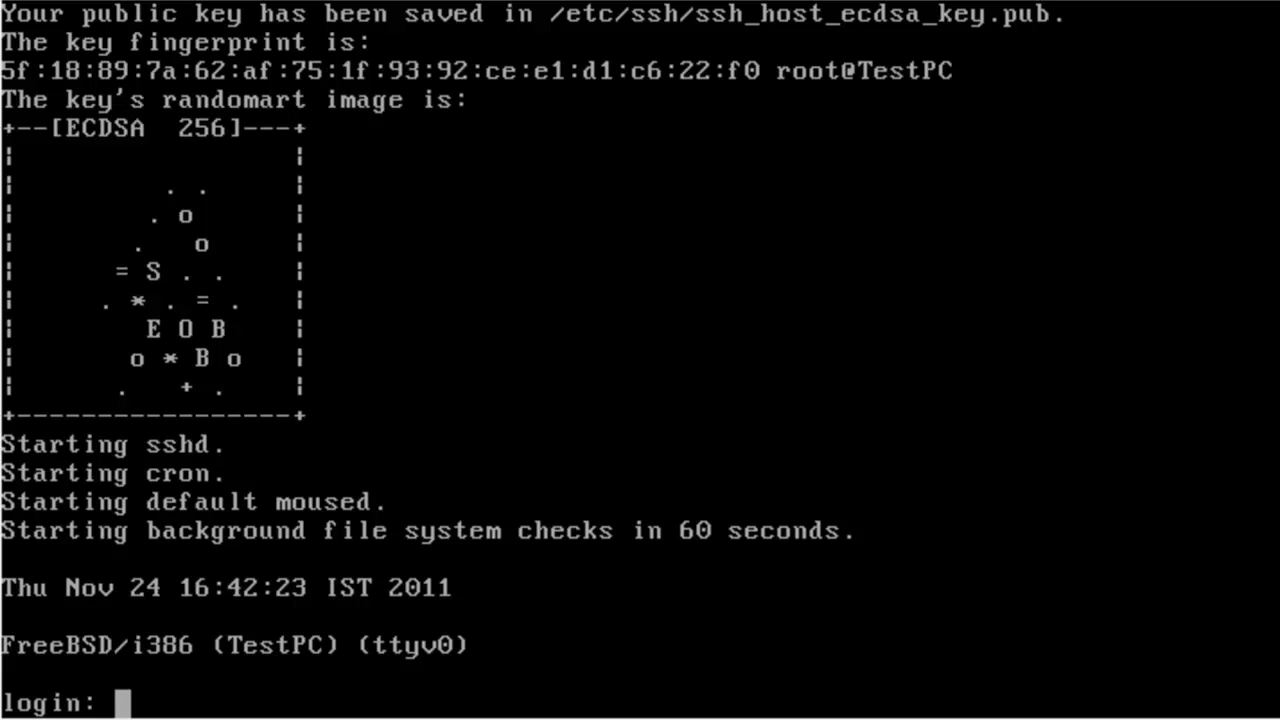 Your public key has been saved in /etc/ssh/ssh_host_ecdsa_key.pub.
The key fingerprint is:
5f:18:89:7a:62:af:75:1f:93:92:ce:e1:d1:c6:22:f0 root@TestPC
The key's randomart image is:
+--[ECDSA  256]---+
|                 |
|         . .     |
|        . o      |
|       .   o     |
|      = S . .    |
|     . * . = .   |
|        E O B    |
|       o * B o   |
|      .   + .    |
+-----------------+
Starting sshd.
Starting cron.
Starting default moused.
Starting background file system checks in 60 seconds.

Thu Nov 24 16:42:23 IST 2011

FreeBSD/i386 (TestPC) (ttyv0)

login: